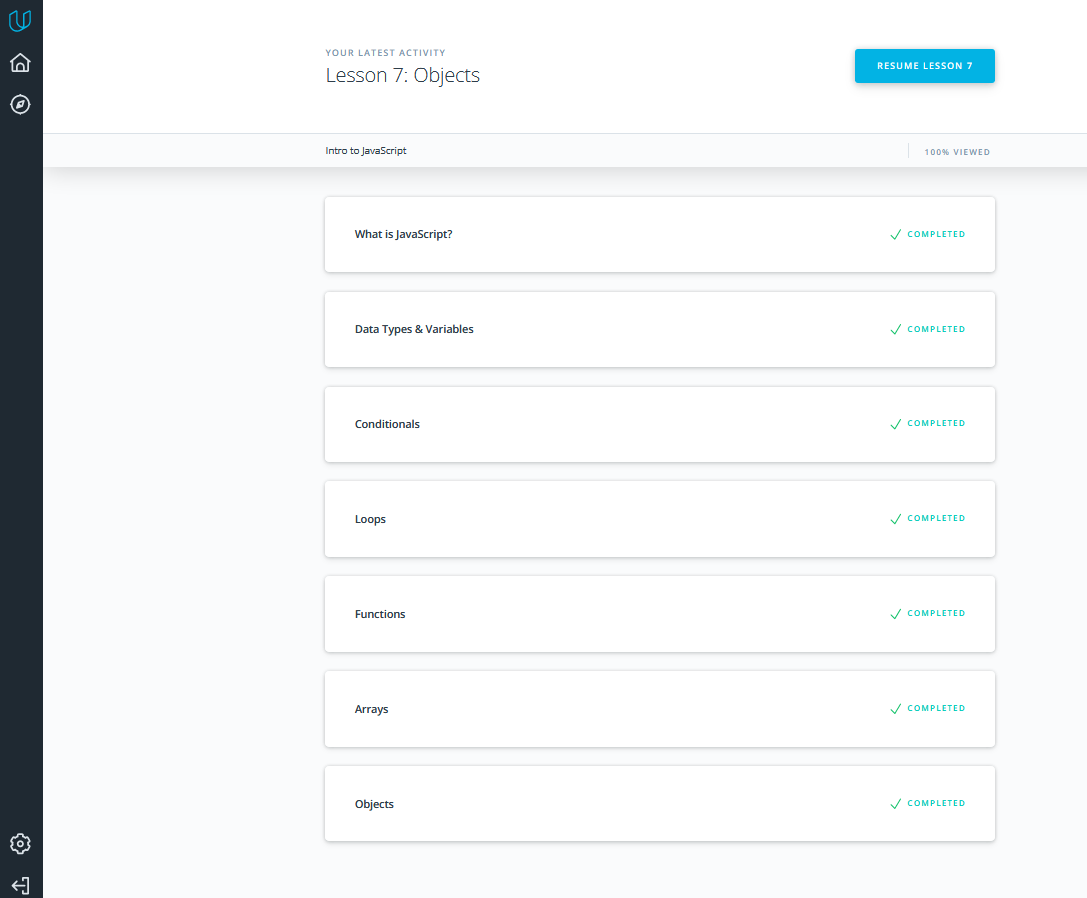 YOUR LATEST ACTIVITY
Lesson 7: Objects
RESUME LESSON 7
Intro to JavaScript
100% VIEWED
What is JavaScript?
COMPLETED
Data Types & Variables
COMPLETED
Conditionals
COMPLETED
Loops
COMPLETED
Functions
COMPLETED
Arrays
COMPLETED
Objects
COMPLETED